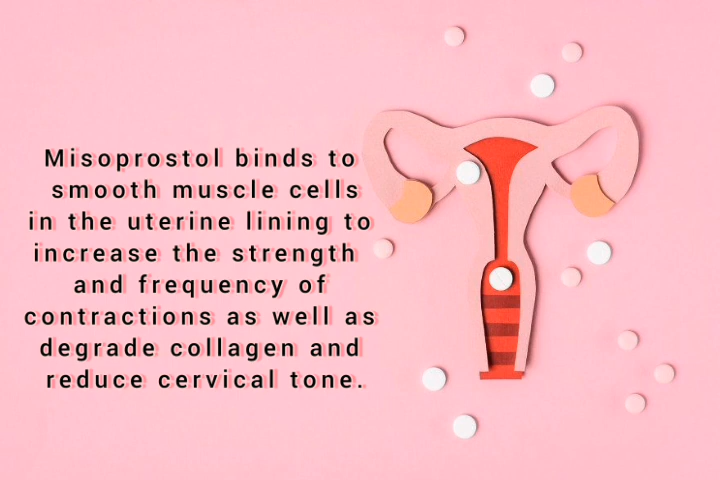 Misoprostol binds to
smooth muscle cells
in the uterine lining to
increase the strength
and frequency of
contractions as well as
degrade collagen and
reduce cervical tone.